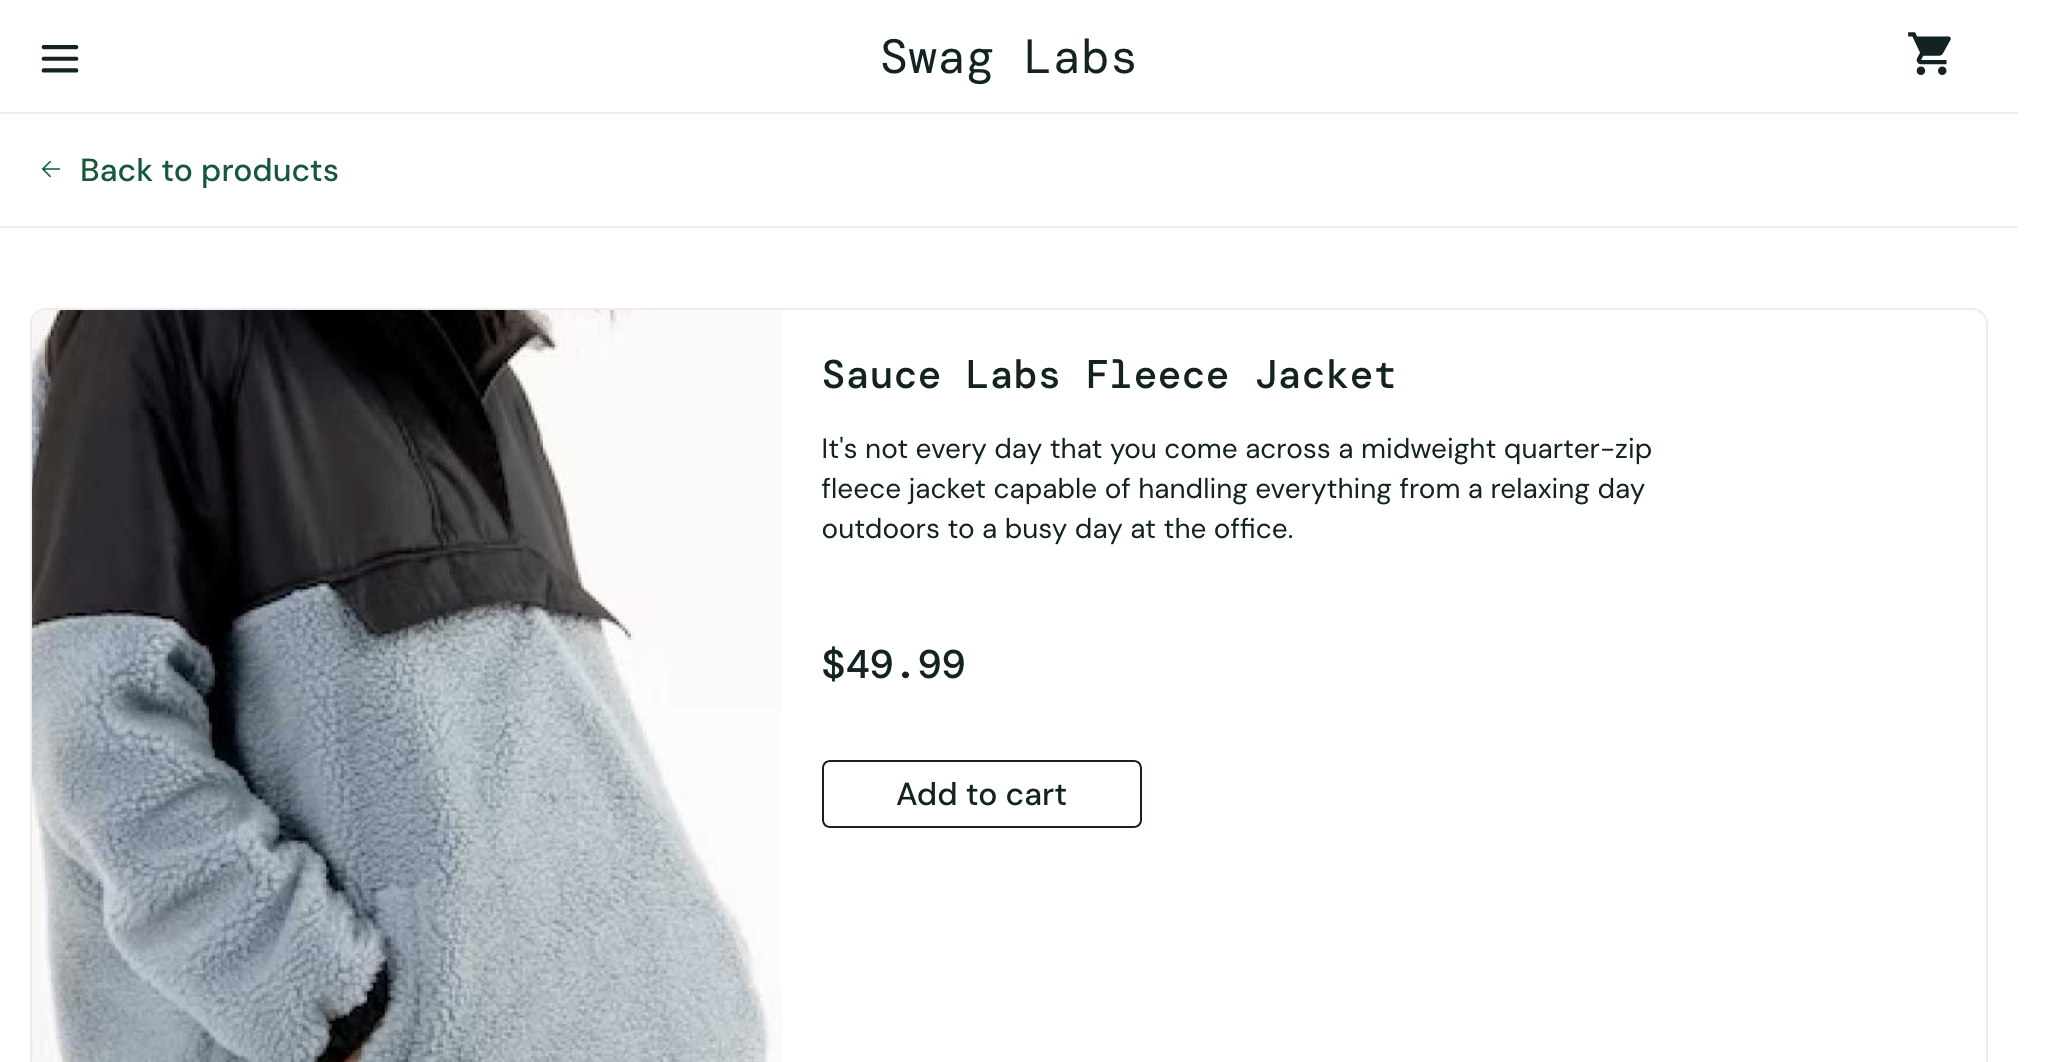 Swag Labs
Back to products
Sauce Labs Fleece Jacket
It's not every day that you come across a midweight quarter-zip
fleece jacket capable of handling everything from a relaxing day
outdoors to a busy day at the office.
$49.99
Add to cart